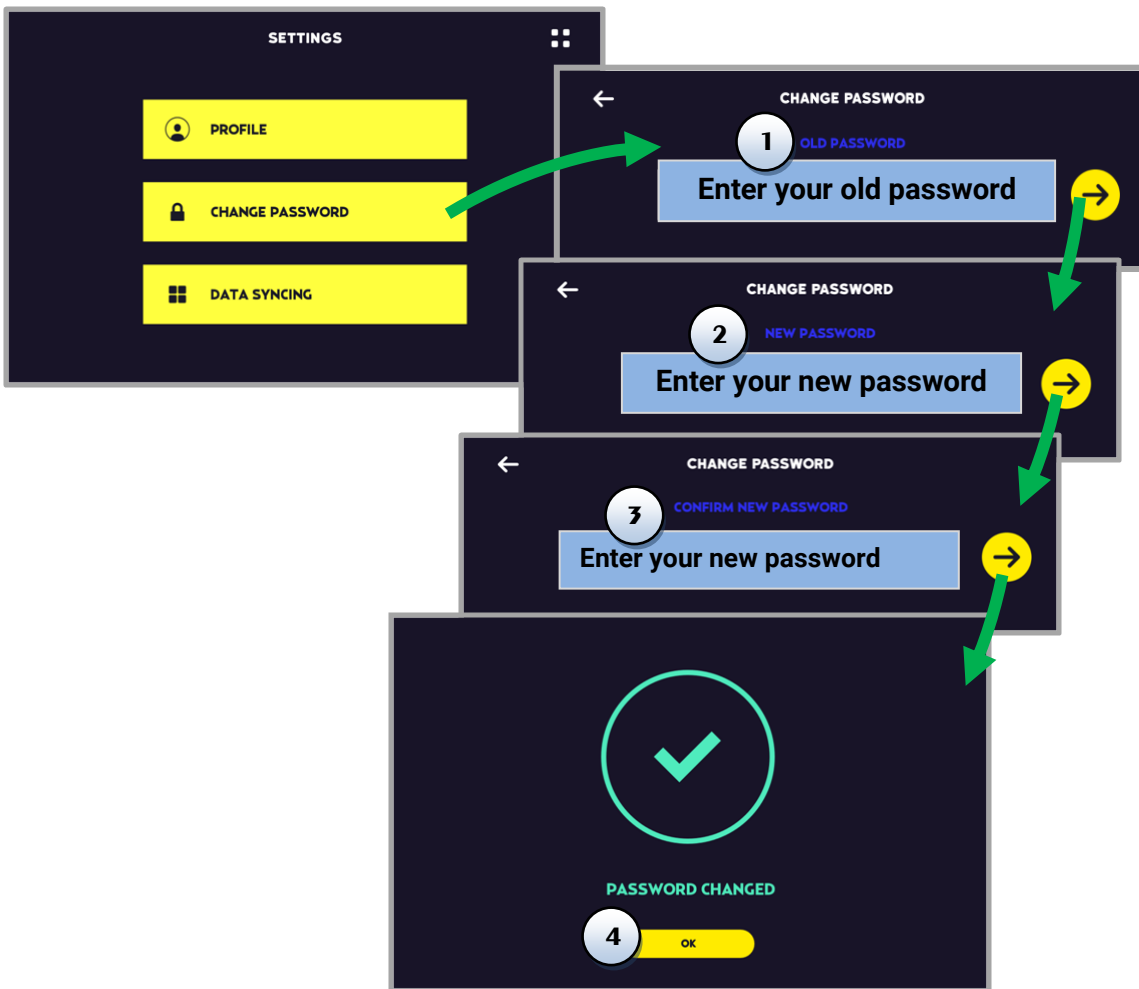 SETTINGS
PROFILE
CHANGE PASSWORD
DATA SYNCING
CHANGE PASSWORD
1 OLD PASSWORD
Enter your old password
CHANGE PASSWORD
2 NEW PASSWORD
Enter your new password
CHANGE PASSWORD
3 CONFIRM NEW PASSWORD
Enter your new password
PASSWORD CHANGED
4 OK